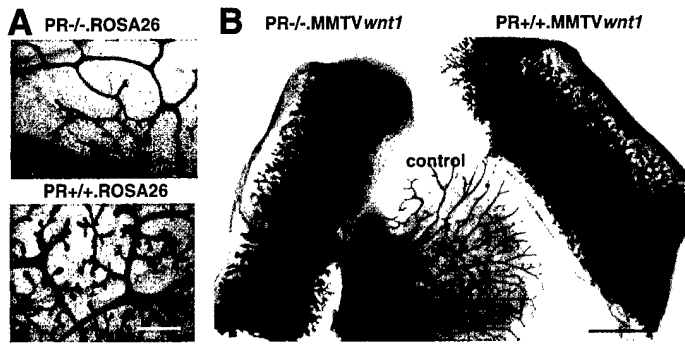 A
PR-/-.ROSA26
PR+/+.ROSA26
B
PR-/-.MMTVwnt1
PR+/+.MMTVwnt1
control